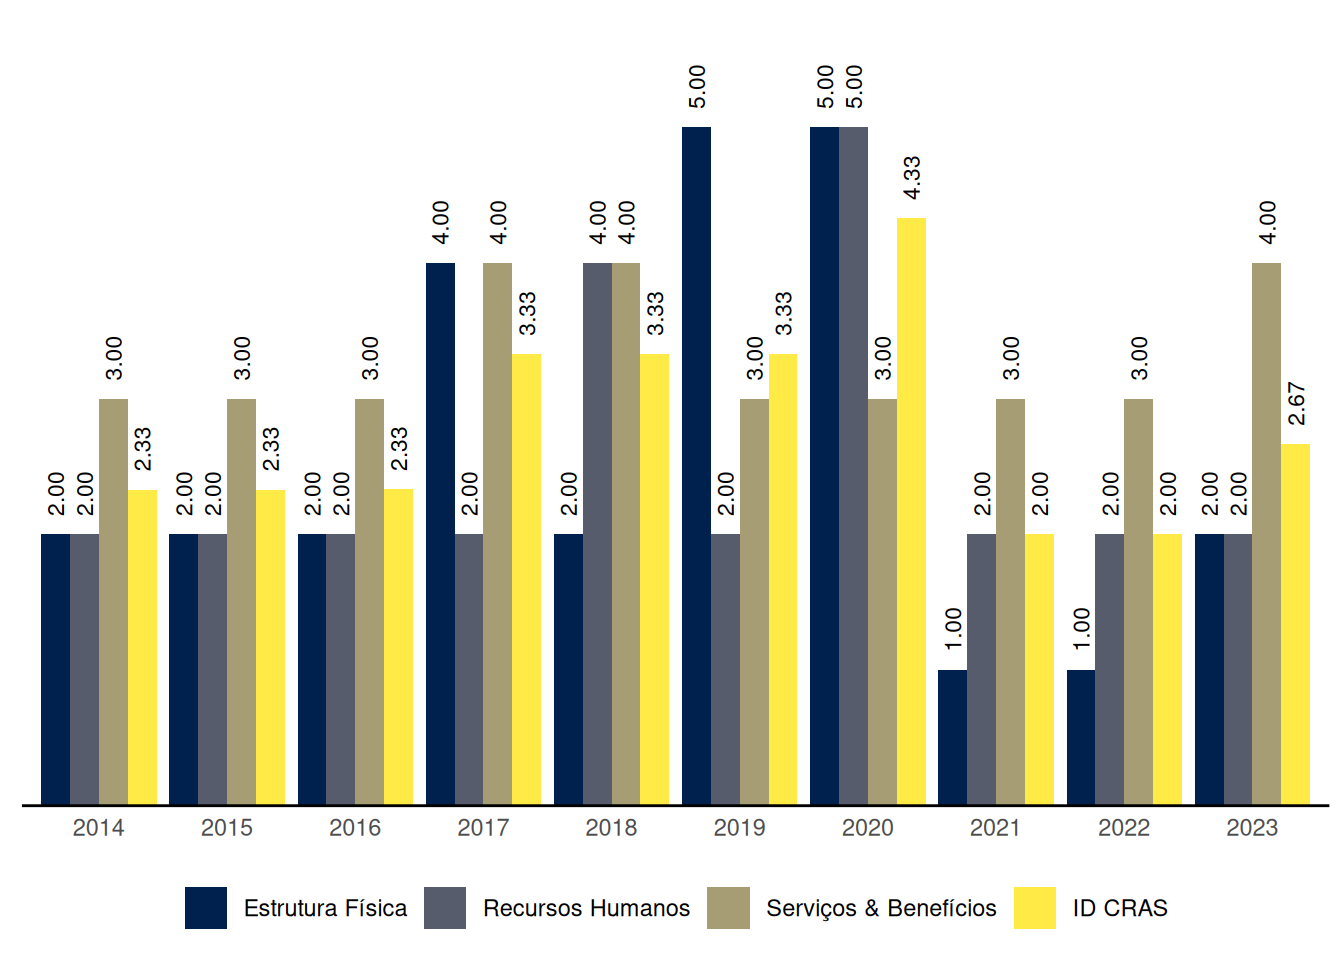 2.00 2.00 3.00 2.33 2.00 2.00 3.00 2.33 2.00 2.00 3.00 2.33 4.00 2.00 4.00 3.33 2.00 4.00 4.00 3.33 5.00 2.00 3.00 3.33 5.00 5.00 3.00 4.33 1.00 2.00 3.00 2.00 1.00 2.00 3.00 2.00 2.00 2.00 4.00 2.67
2014 2015 2016 2017 2018 2019 2020 2021 2022 2023
Estrutura Física Recursos Humanos Serviços & Benefícios ID CRAS